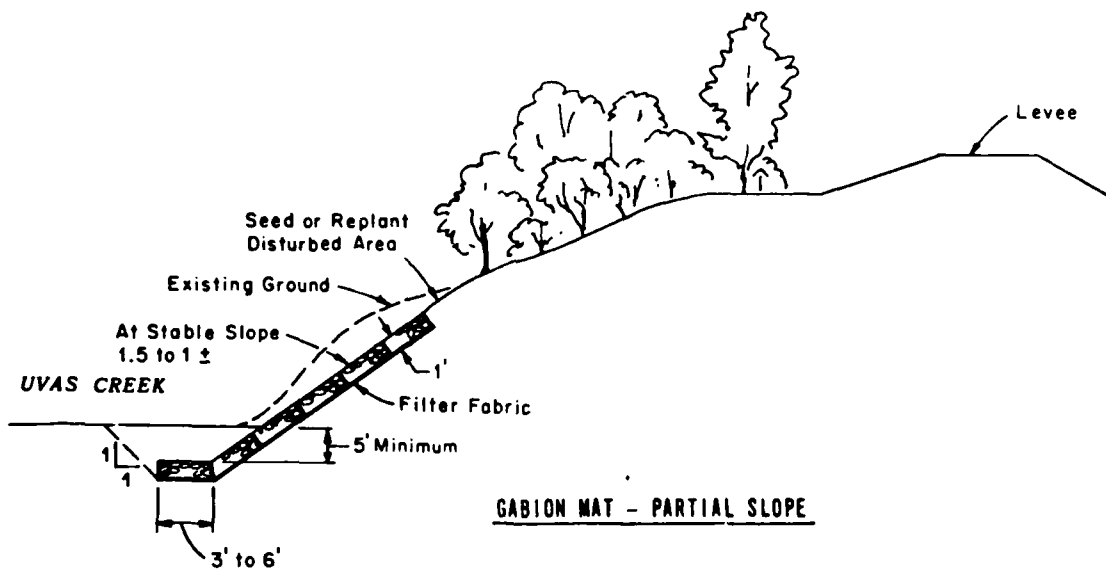 Levee
Seed or Replant
Disturbed Area
Existing Ground
At Stable Slope
1.5 to 1 ±
1'
UVAS CREEK
Filter Fabric
5' Minimum
1
1
GABION MAT - PARTIAL SLOPE
3' to 6'